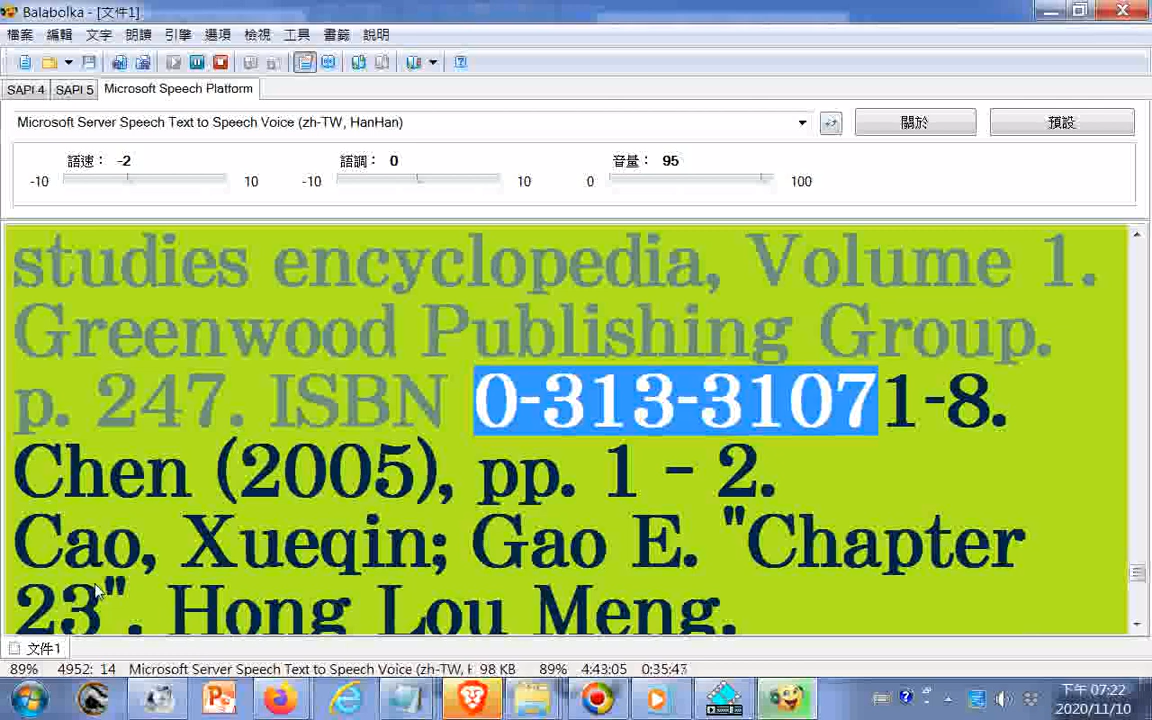 Balabolka - [文件1]
檔案 編輯 文字 朗讀 引擎 選項 檢視 工具 書籤 說明
SAPI 4 SAPI 5 Microsoft Speech Platform
Microsoft Server Speech Text to Speech Voice (zh-TW, HanHan) 關於 預設
語速： -2 語調： 0 音量： 95
-10 10 -10 10 0 100
studies encyclopedia, Volume 1.
Greenwood Publishing Group.
p. 247. ISBN 0-313-31071-8.
Chen (2005), pp. 1 - 2.
Cao, Xueqin; Gao E. "Chapter
23". Hong Lou Meng.
文件1
89% 4952: 14 Microsoft Server Speech Text to Speech Voice (zh-TW, 98 KB 89% 4:43:05 0:35:43
下午 07:22
2020/11/10